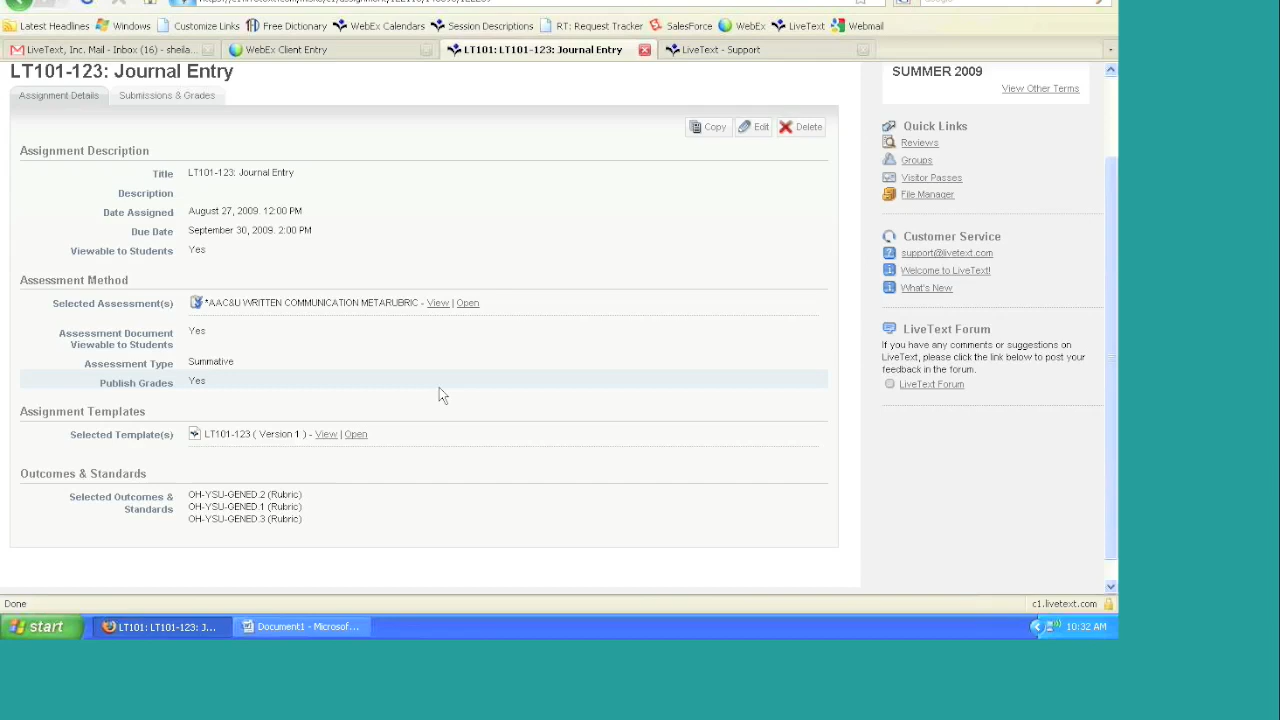 Latest Headlines Windows Customize Links Free Dictionary WebEx Calendars Session Descriptions RT: Request Tracker SalesForce WebEx LiveText Webmail
LiveText, Inc. Mail - Inbox (16) - sheila... WebEx Client Entry LT101: LT101-123: Journal Entry LiveText - Support
LT101-123: Journal Entry
Assignment Details Submissions & Grades
Copy Edit Delete
Assignment Description
Title LT101-123: Journal Entry
Description
Date Assigned August 27, 2009. 12:00 PM
Due Date September 30, 2009. 2:00 PM
Viewable to Students Yes
Assessment Method
Selected Assessment(s) *AAC&U WRITTEN COMMUNICATION METARUBRIC - View | Open
Assessment Document Yes
Viewable to Students
Assessment Type Summative
Publish Grades Yes
Assignment Templates
Selected Template(s) LT101-123 ( Version 1 ) - View | Open
Outcomes & Standards
Selected Outcomes & Standards
OH-YSU-GENED.2 (Rubric)
OH-YSU-GENED.1 (Rubric)
OH-YSU-GENED.3 (Rubric)
SUMMER 2009
View Other Terms
Quick Links
Reviews
Groups
Visitor Passes
File Manager
Customer Service
support@livetext.com
Welcome to LiveText!
What's New
LiveText Forum
If you have any comments or suggestions on
LiveText, please click the link below to post your
feedback in the forum.
LiveText Forum
Done c1.livetext.com
start LT101: LT101-123: J... Document1 - Microsof... 10:32 AM